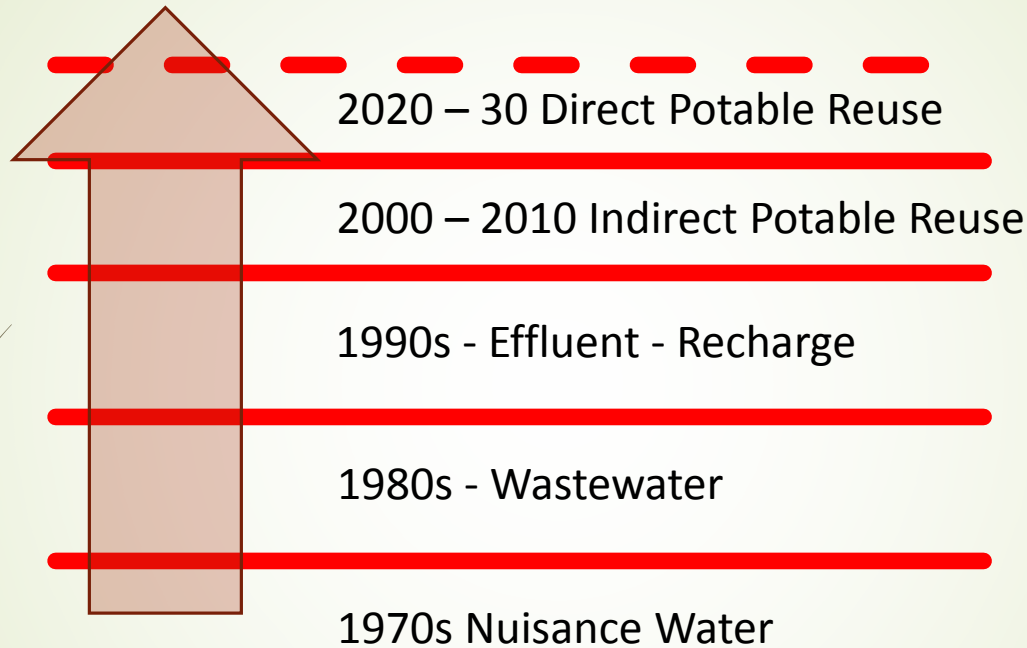 2020 – 30 Direct Potable Reuse
2000 – 2010 Indirect Potable Reuse
1990s - Effluent - Recharge
1980s - Wastewater
1970s Nuisance Water